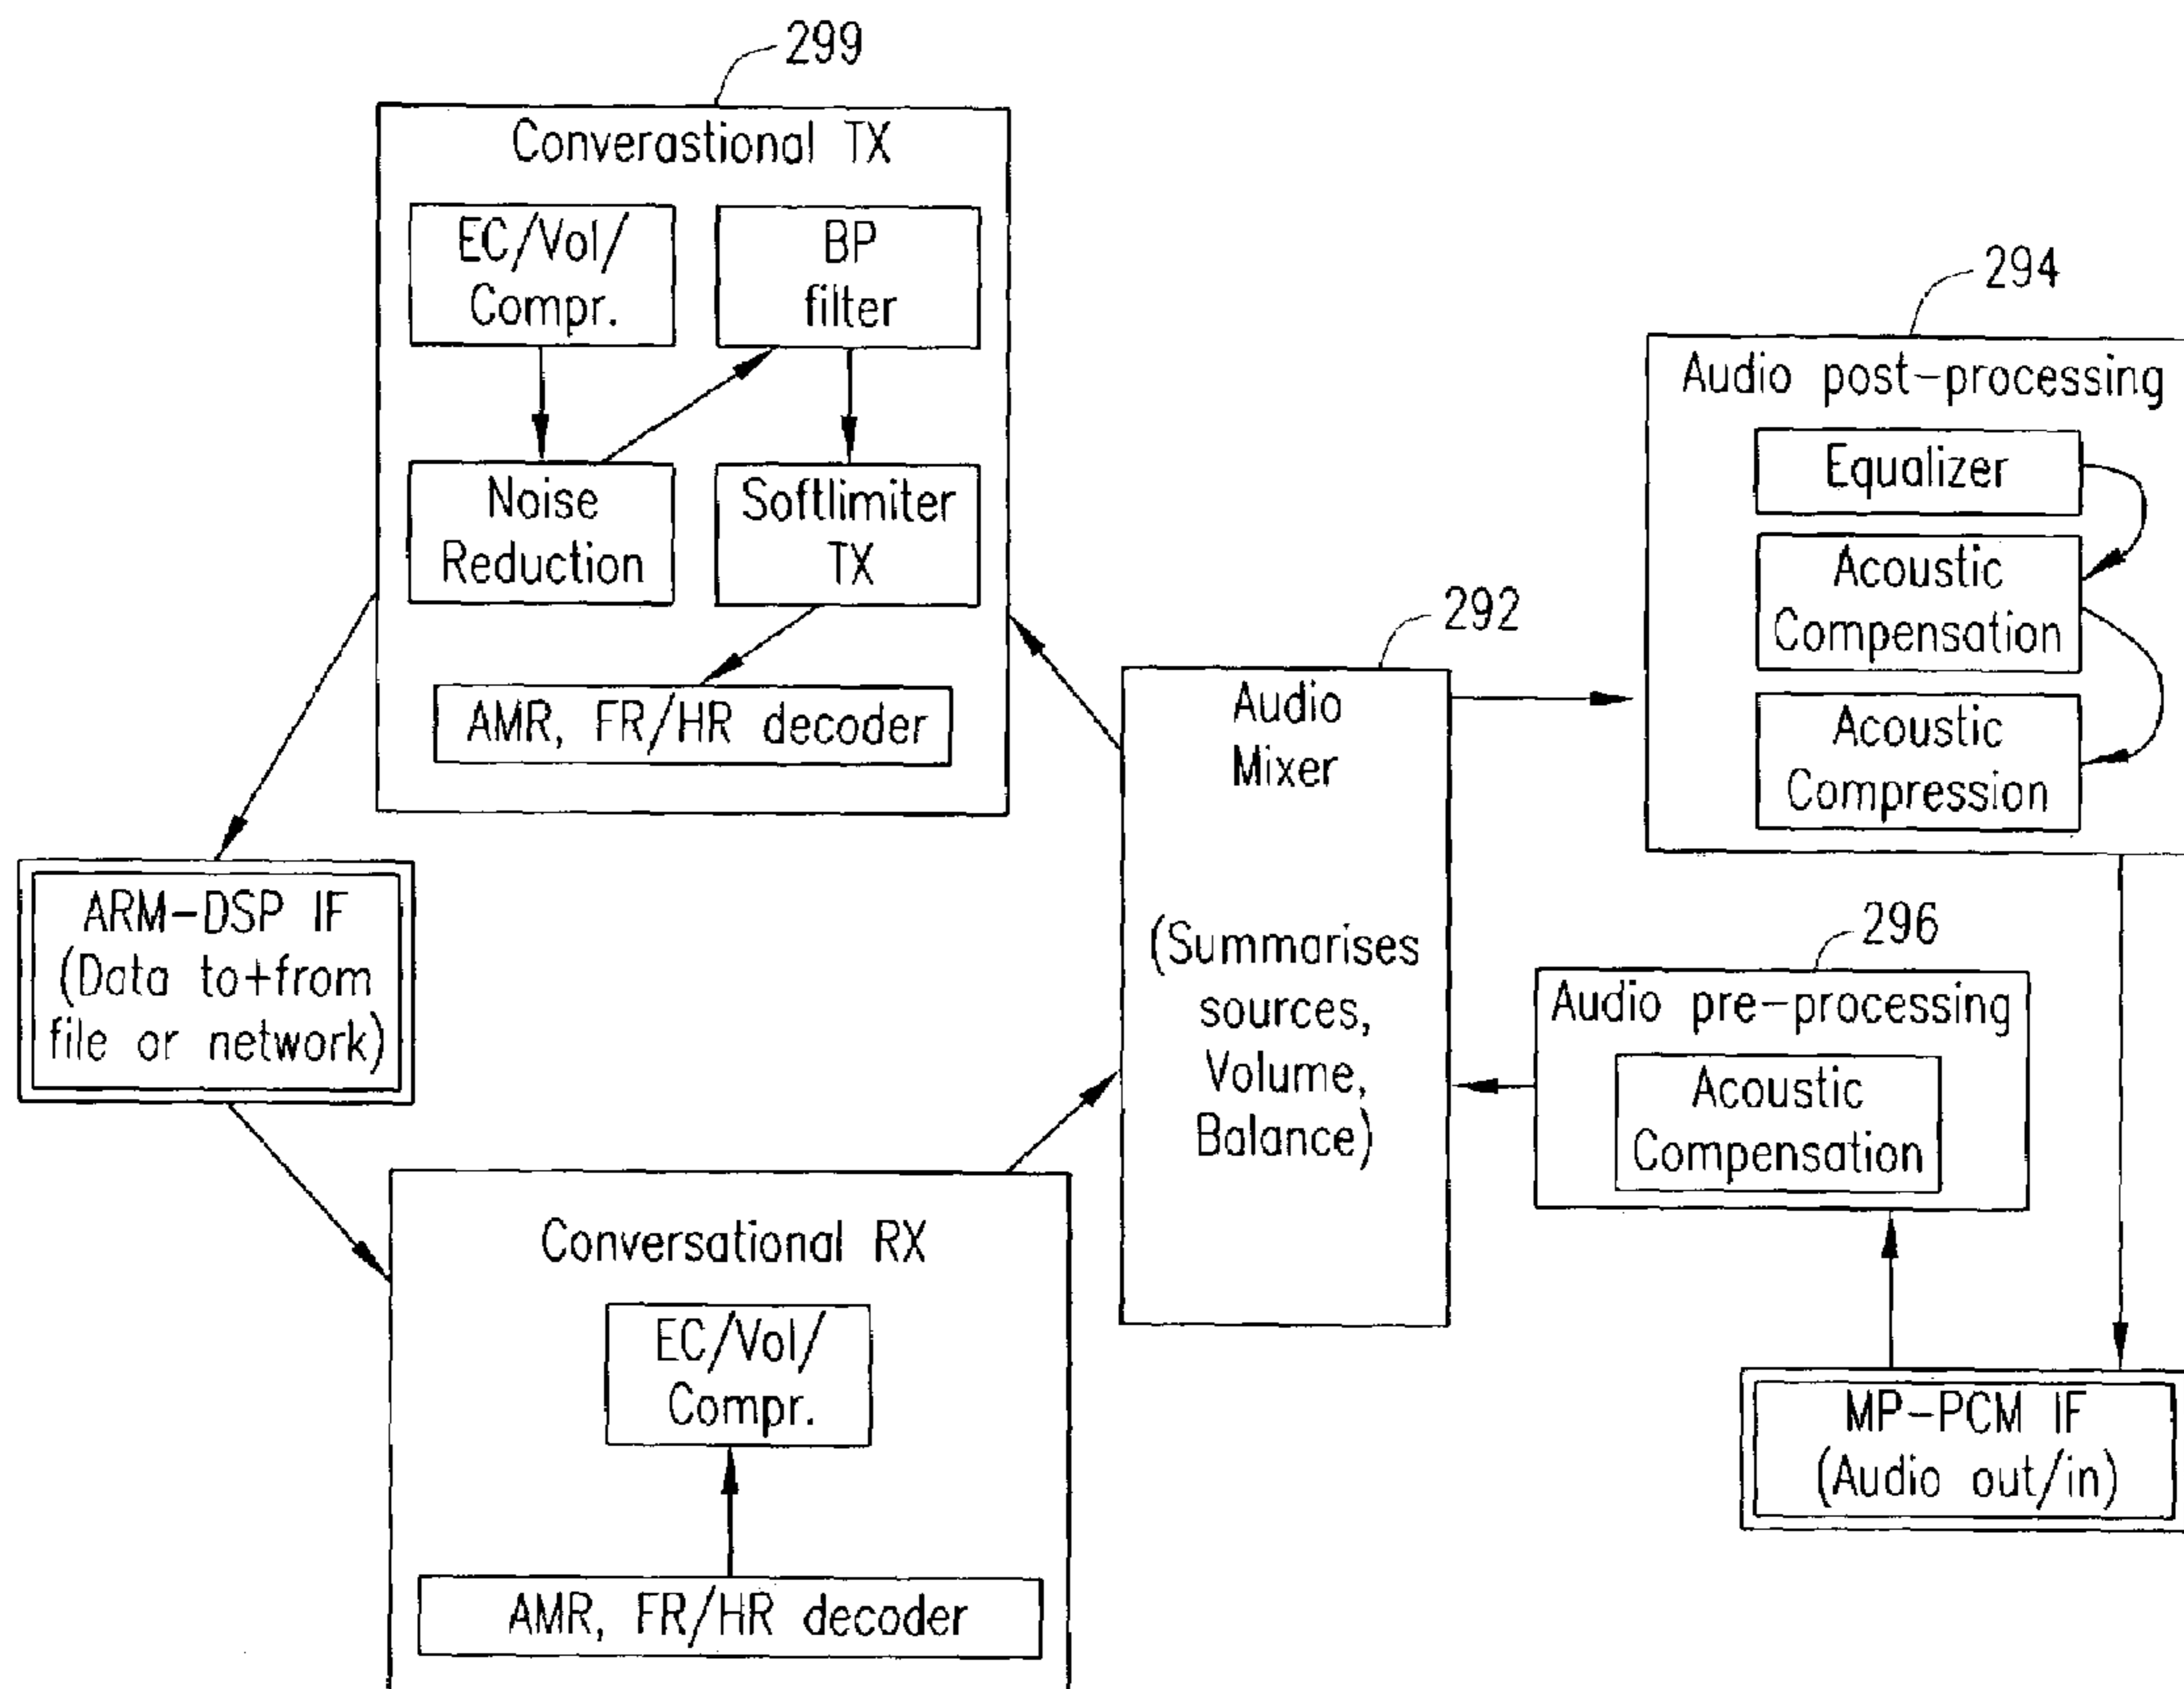 299
Converastional TX
EC/Vol/
Compr.
BP
filter
Noise
Reduction
Softlimiter
TX
AMR, FR/HR decoder
294
Audio post-processing
Equalizer
Acoustic
Compensation
Acoustic
Compression
292
Audio
Mixer
(Summarises
sources,
Volume,
Balance)
ARM-DSP IF
(Data to+from
file or network)
296
Audio pre-processing
Acoustic
Compensation
Conversational RX
EC/Vol/
Compr.
AMR, FR/HR decoder
MP-PCM IF
(Audio out/in)